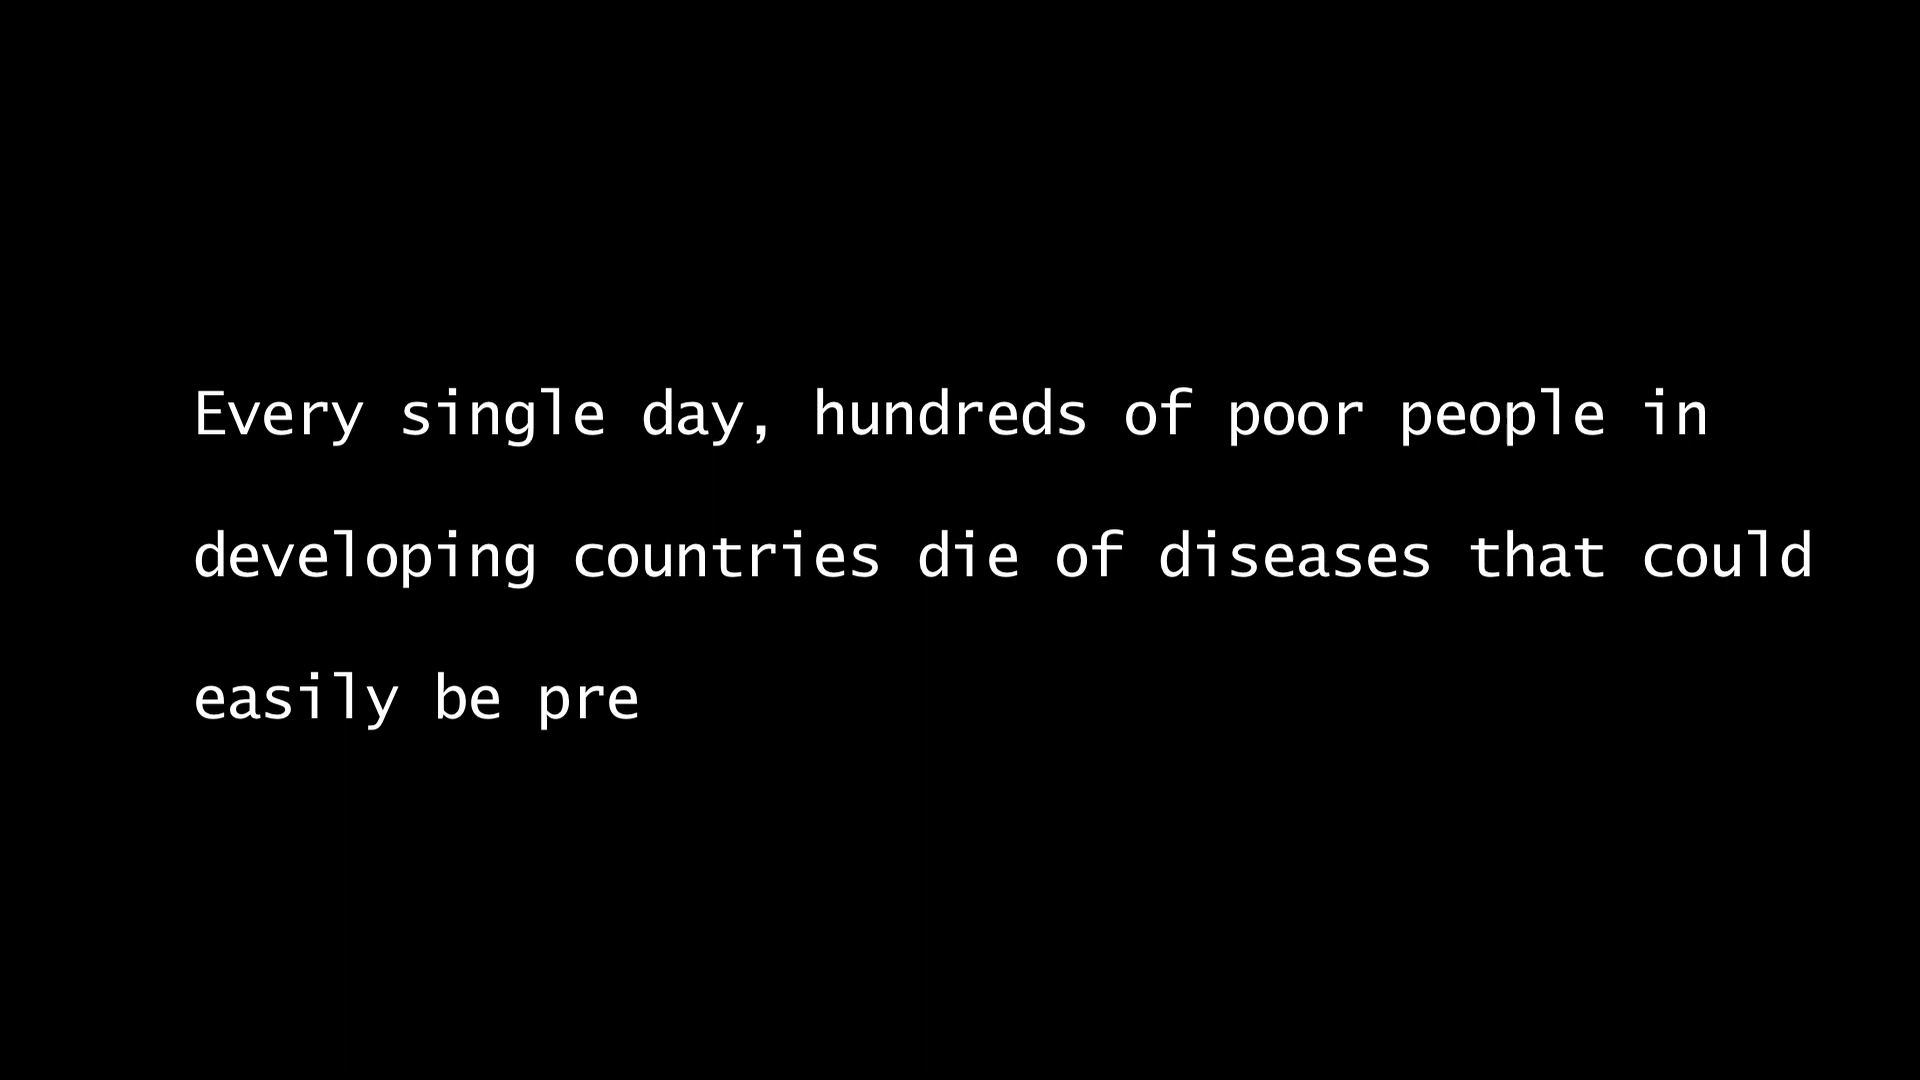 Every single day, hundreds of poor people in
developing countries die of diseases that could
easily be pre